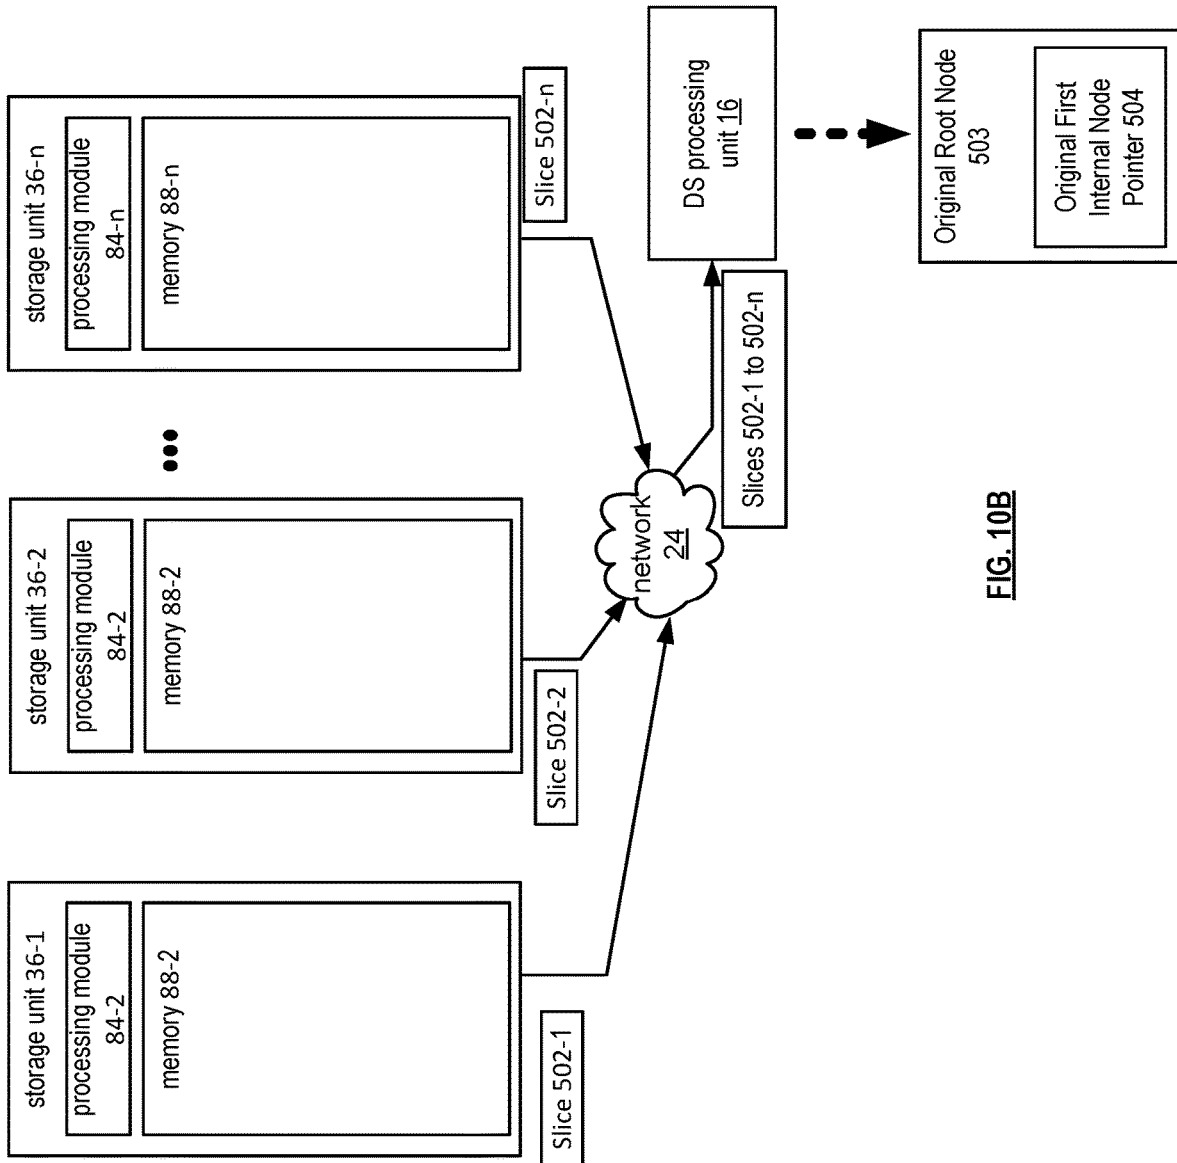 storage unit 36-1
processing module
84-2
memory 88-2
storage unit 36-2
processing module
84-2
memory 88-2
storage unit 36-n
processing module
84-n
memory 88-n
Slice 502-1
Slice 502-2
Slice 502-n
network
24
Slices 502-1 to 502-n
DS processing
unit 16
Original Root Node
503
Original First
Internal Node
Pointer 504
FIG. 10B